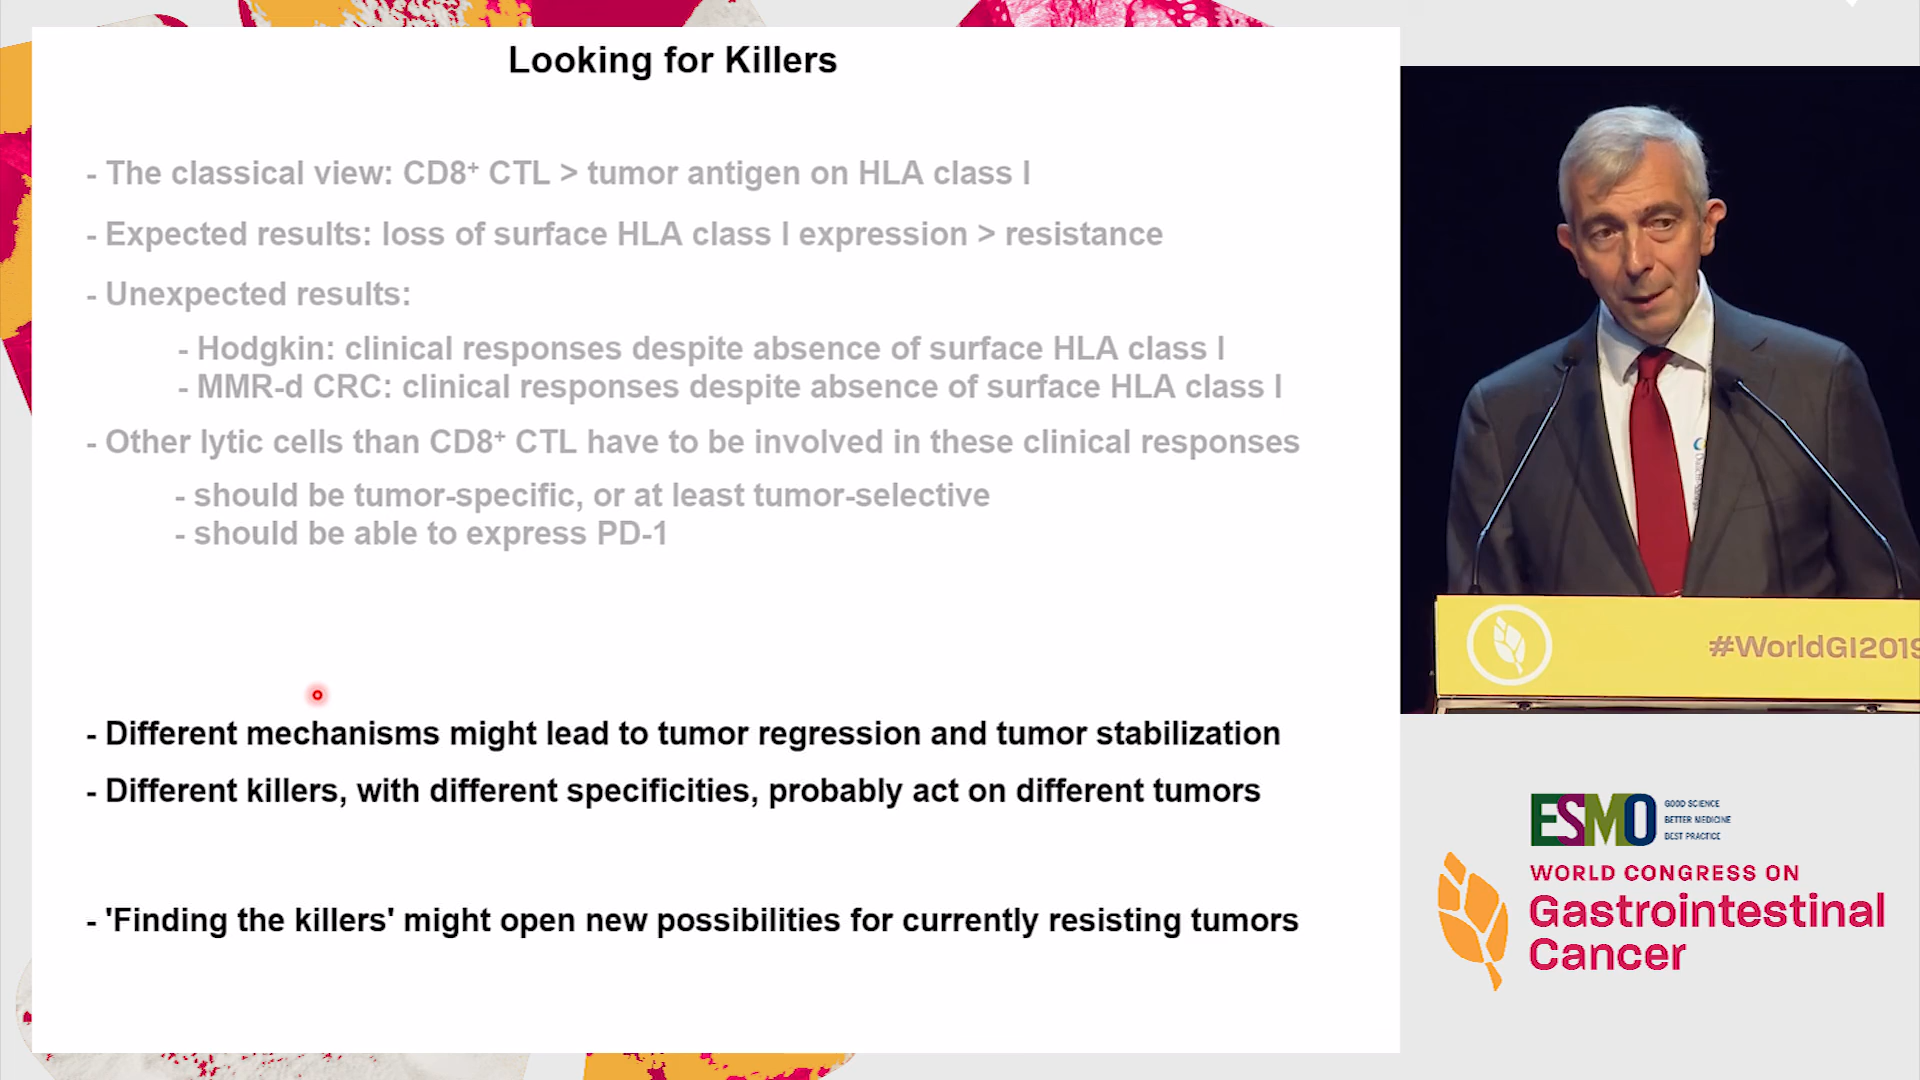 Looking for Killers
- The classical view: CD8⁺ CTL > tumor antigen on HLA class I
- Expected results: loss of surface HLA class I expression > resistance
- Unexpected results:
- Hodgkin: clinical responses despite absence of surface HLA class I
- MMR-d CRC: clinical responses despite absence of surface HLA class I
- Other lytic cells than CD8⁺ CTL have to be involved in these clinical responses
- should be tumor-specific, or at least tumor-selective
- should be able to express PD-1
- Different mechanisms might lead to tumor regression and tumor stabilization
- Different killers, with different specificities, probably act on different tumors
- 'Finding the killers' might open new possibilities for currently resisting tumors
#WorldGI2019
ESMO
GOOD SCIENCE
BETTER MEDICINE
BEST PRACTICE
WORLD CONGRESS ON
Gastrointestinal
Cancer